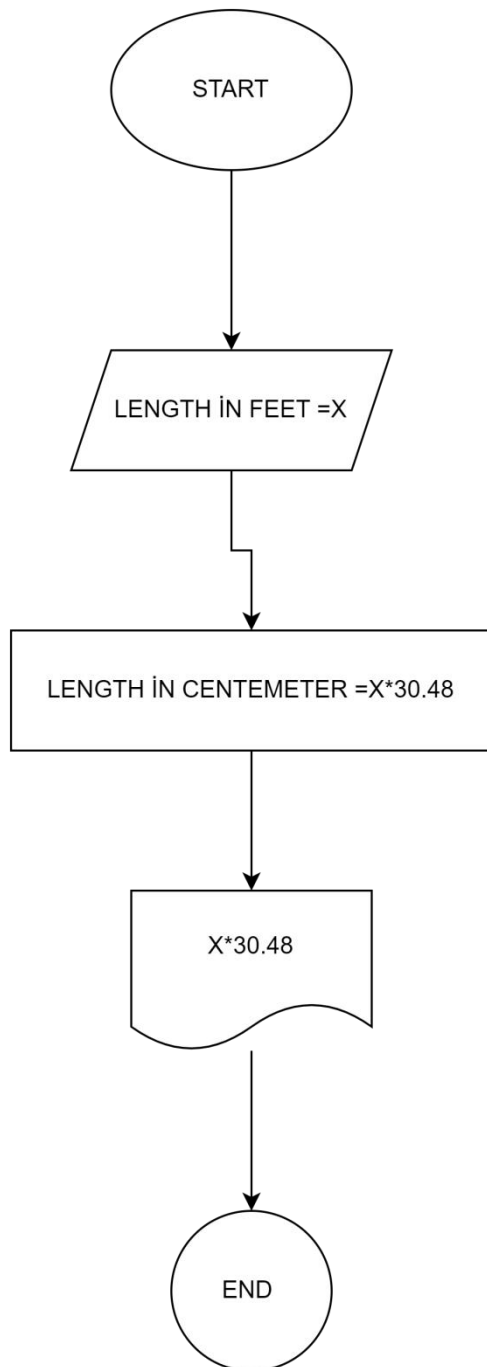 START
LENGTH İN FEET =X
LENGTH İN CENTEMETER =X*30.48
X*30.48
END